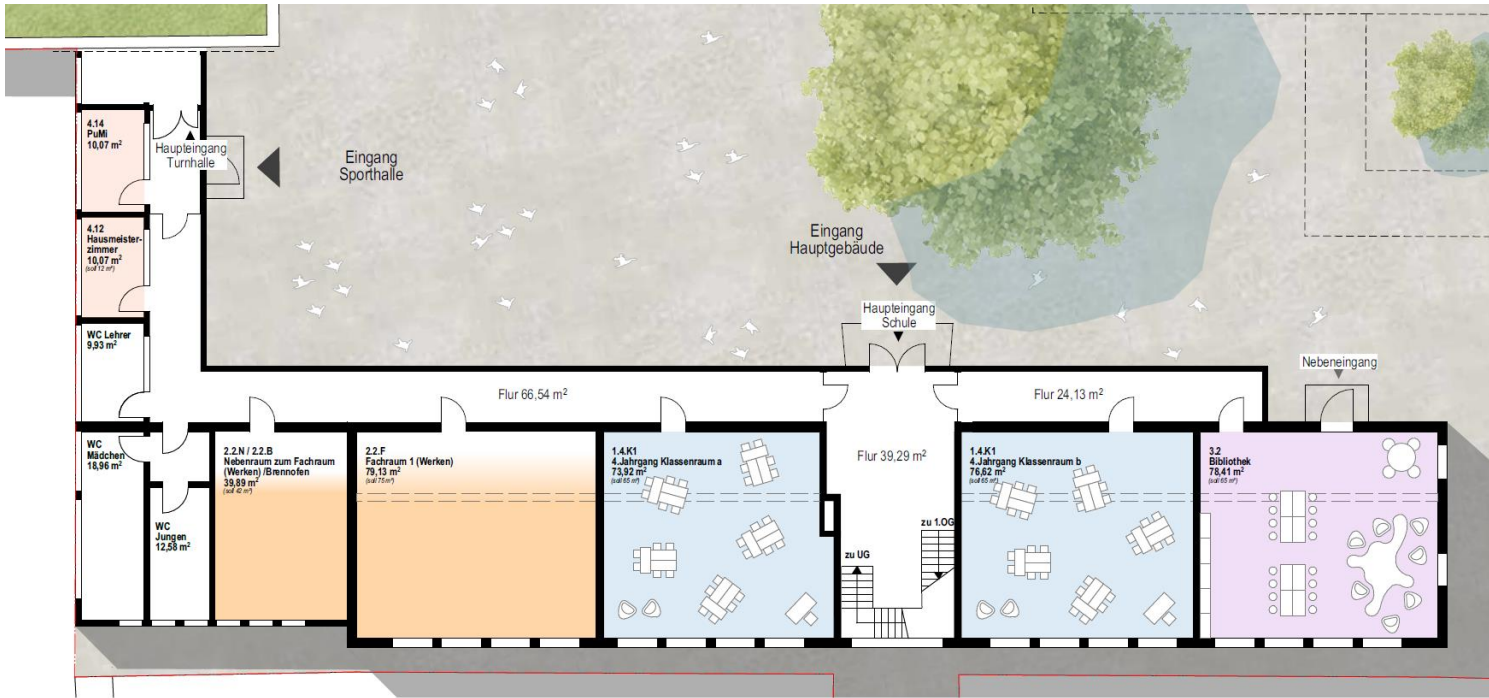 4.14
PuMi
10,07 m²
Haupteingang
Turnhalle
Eingang
Sporthalle
4.12
Hausmeister-
zimmer
10,07 m²
(soll 12 m²)
Eingang
Hauptgebäude
WC Lehrer
9,93 m²
Haupteingang
Schule
Nebeneingang
Flur 66,54 m²
Flur 24,13 m²
WC
Mädchen
18,96 m²
2.2.N / 2.2.B
Nebenraum zum Fachraum
(Werken) /Brennofen
39,89 m²
(soll 42 m²)
2.2.F
Fachraum 1 (Werken)
79,13 m²
(soll 75 m²)
1.4.K1
4.Jahrgang Klassenraum a
73,92 m²
(soll 65 m²)
Flur 39,29 m²
1.4.K1
4.Jahrgang Klassenraum b
76,62 m²
(soll 65 m²)
3.2
Bibliothek
78,41 m²
(soll 65 m²)
WC
Jungen
12,58 m²
zu 1.OG
zu UG